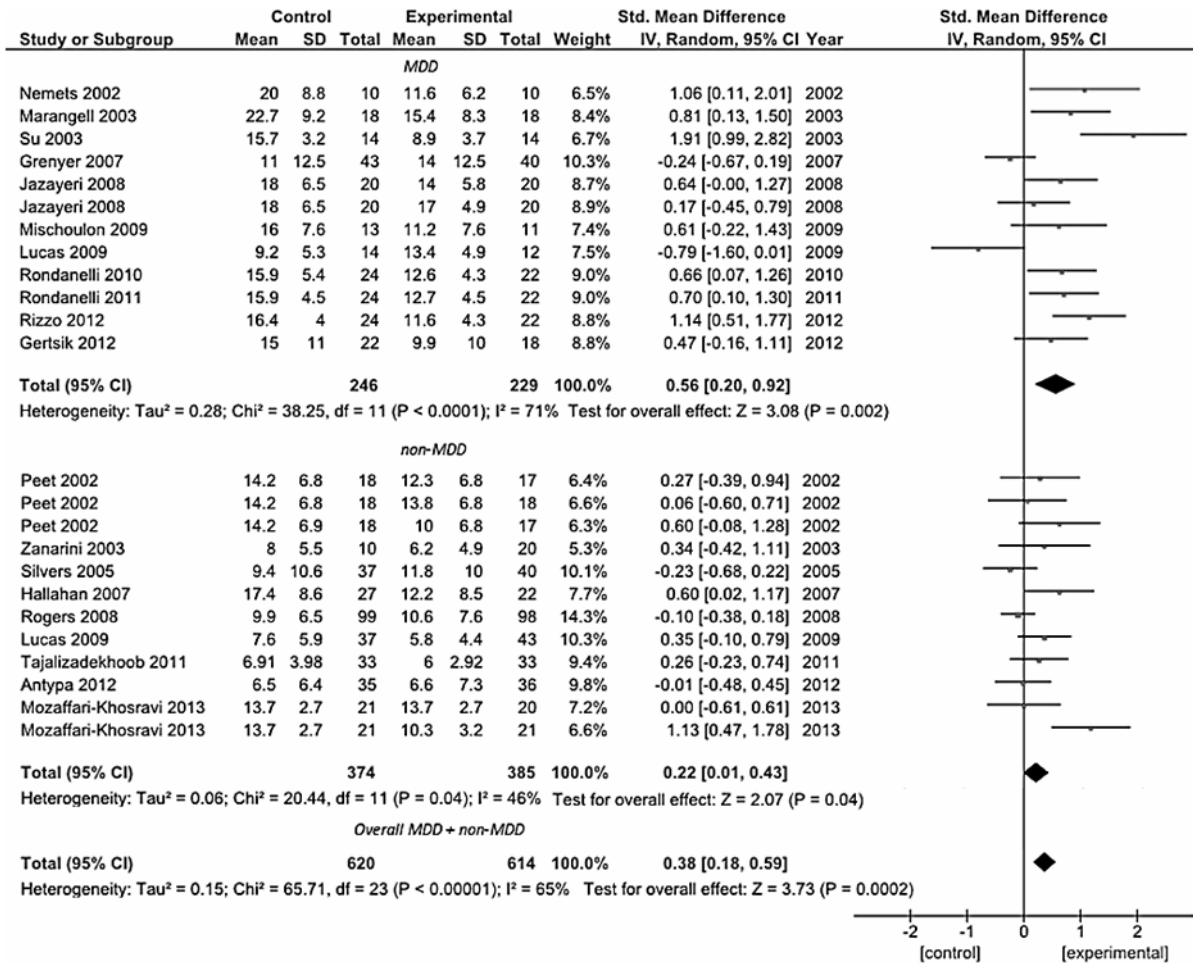 Control Experimental Std. Mean Difference Std. Mean Difference
Study or Subgroup Mean SD Total Mean SD Total Weight IV, Random, 95% CI Year IV, Random, 95% CI
MDD
Nemets 2002 20 8.8 10 11.6 6.2 10 6.5% 1.06 [0.11, 2.01] 2002
Marangell 2003 22.7 9.2 18 15.4 8.3 18 8.4% 0.81 [0.13, 1.50] 2003
Su 2003 15.7 3.2 14 8.9 3.7 14 6.7% 1.91 [0.99, 2.82] 2003
Grenyer 2007 11 12.5 43 14 12.5 40 10.3% -0.24 [-0.67, 0.19] 2007
Jazayeri 2008 18 6.5 20 14 5.8 20 8.7% 0.64 [-0.00, 1.27] 2008
Jazayeri 2008 18 6.5 20 17 4.9 20 8.9% 0.17 [-0.45, 0.79] 2008
Mischoulon 2009 16 7.6 13 11.2 7.6 11 7.4% 0.61 [-0.22, 1.43] 2009
Lucas 2009 9.2 5.3 14 13.4 4.9 12 7.5% -0.79 [-1.60, 0.01] 2009
Rondanelli 2010 15.9 5.4 24 12.6 4.3 22 9.0% 0.66 [0.07, 1.26] 2010
Rondanelli 2011 15.9 4.5 24 12.7 4.5 22 9.0% 0.70 [0.10, 1.30] 2011
Rizzo 2012 16.4 4 24 11.6 4.3 22 8.8% 1.14 [0.51, 1.77] 2012
Gertsik 2012 15 11 22 9.9 10 18 8.8% 0.47 [-0.16, 1.11] 2012
Total (95% CI) 246 229 100.0% 0.56 [0.20, 0.92]
Heterogeneity: Tau² = 0.28; Chi² = 38.25, df = 11 (P < 0.0001); I² = 71% Test for overall effect: Z = 3.08 (P = 0.002)
non-MDD
Peet 2002 14.2 6.8 18 12.3 6.8 17 6.4% 0.27 [-0.39, 0.94] 2002
Peet 2002 14.2 6.8 18 13.8 6.8 18 6.6% 0.06 [-0.60, 0.71] 2002
Peet 2002 14.2 6.9 18 10 6.8 17 6.3% 0.60 [-0.08, 1.28] 2002
Zanarini 2003 8 5.5 10 6.2 4.9 20 5.3% 0.34 [-0.42, 1.11] 2003
Silvers 2005 9.4 10.6 37 11.8 10 40 10.1% -0.23 [-0.68, 0.22] 2005
Hallahan 2007 17.4 8.6 27 12.2 8.5 22 7.7% 0.60 [0.02, 1.17] 2007
Rogers 2008 9.9 6.5 99 10.6 7.6 98 14.3% -0.10 [-0.38, 0.18] 2008
Lucas 2009 7.6 5.9 37 5.8 4.4 43 10.3% 0.35 [-0.10, 0.79] 2009
Tajalizadekhoob 2011 6.91 3.98 33 6 2.92 33 9.4% 0.26 [-0.23, 0.74] 2011
Antypa 2012 6.5 6.4 35 6.6 7.3 36 9.8% -0.01 [-0.48, 0.45] 2012
Mozaffari-Khosravi 2013 13.7 2.7 21 13.7 2.7 20 7.2% 0.00 [-0.61, 0.61] 2013
Mozaffari-Khosravi 2013 13.7 2.7 21 10.3 3.2 21 6.6% 1.13 [0.47, 1.78] 2013
Total (95% CI) 374 385 100.0% 0.22 [0.01, 0.43]
Heterogeneity: Tau² = 0.06; Chi² = 20.44, df = 11 (P = 0.04); I² = 46% Test for overall effect: Z = 2.07 (P = 0.04)
Overall MDD + non-MDD
Total (95% CI) 620 614 100.0% 0.38 [0.18, 0.59]
Heterogeneity: Tau² = 0.15; Chi² = 65.71, df = 23 (P < 0.00001); I² = 65% Test for overall effect: Z = 3.73 (P = 0.0002)
-2 -1 0 1 2
[control] [experimental]